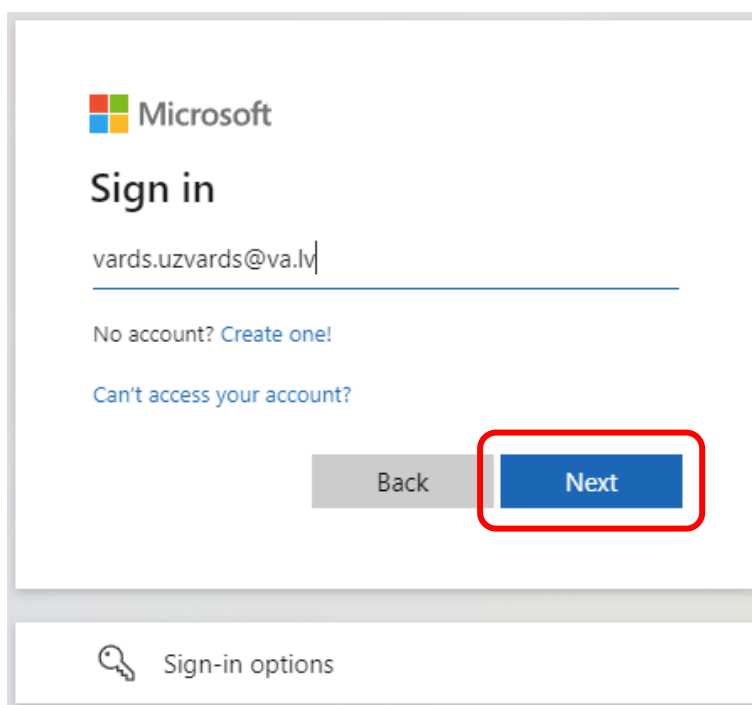 Microsoft
Sign in
vards.uzvards@va.lv
No account? Create one!
Can't access your account?
Back Next
Sign-in options